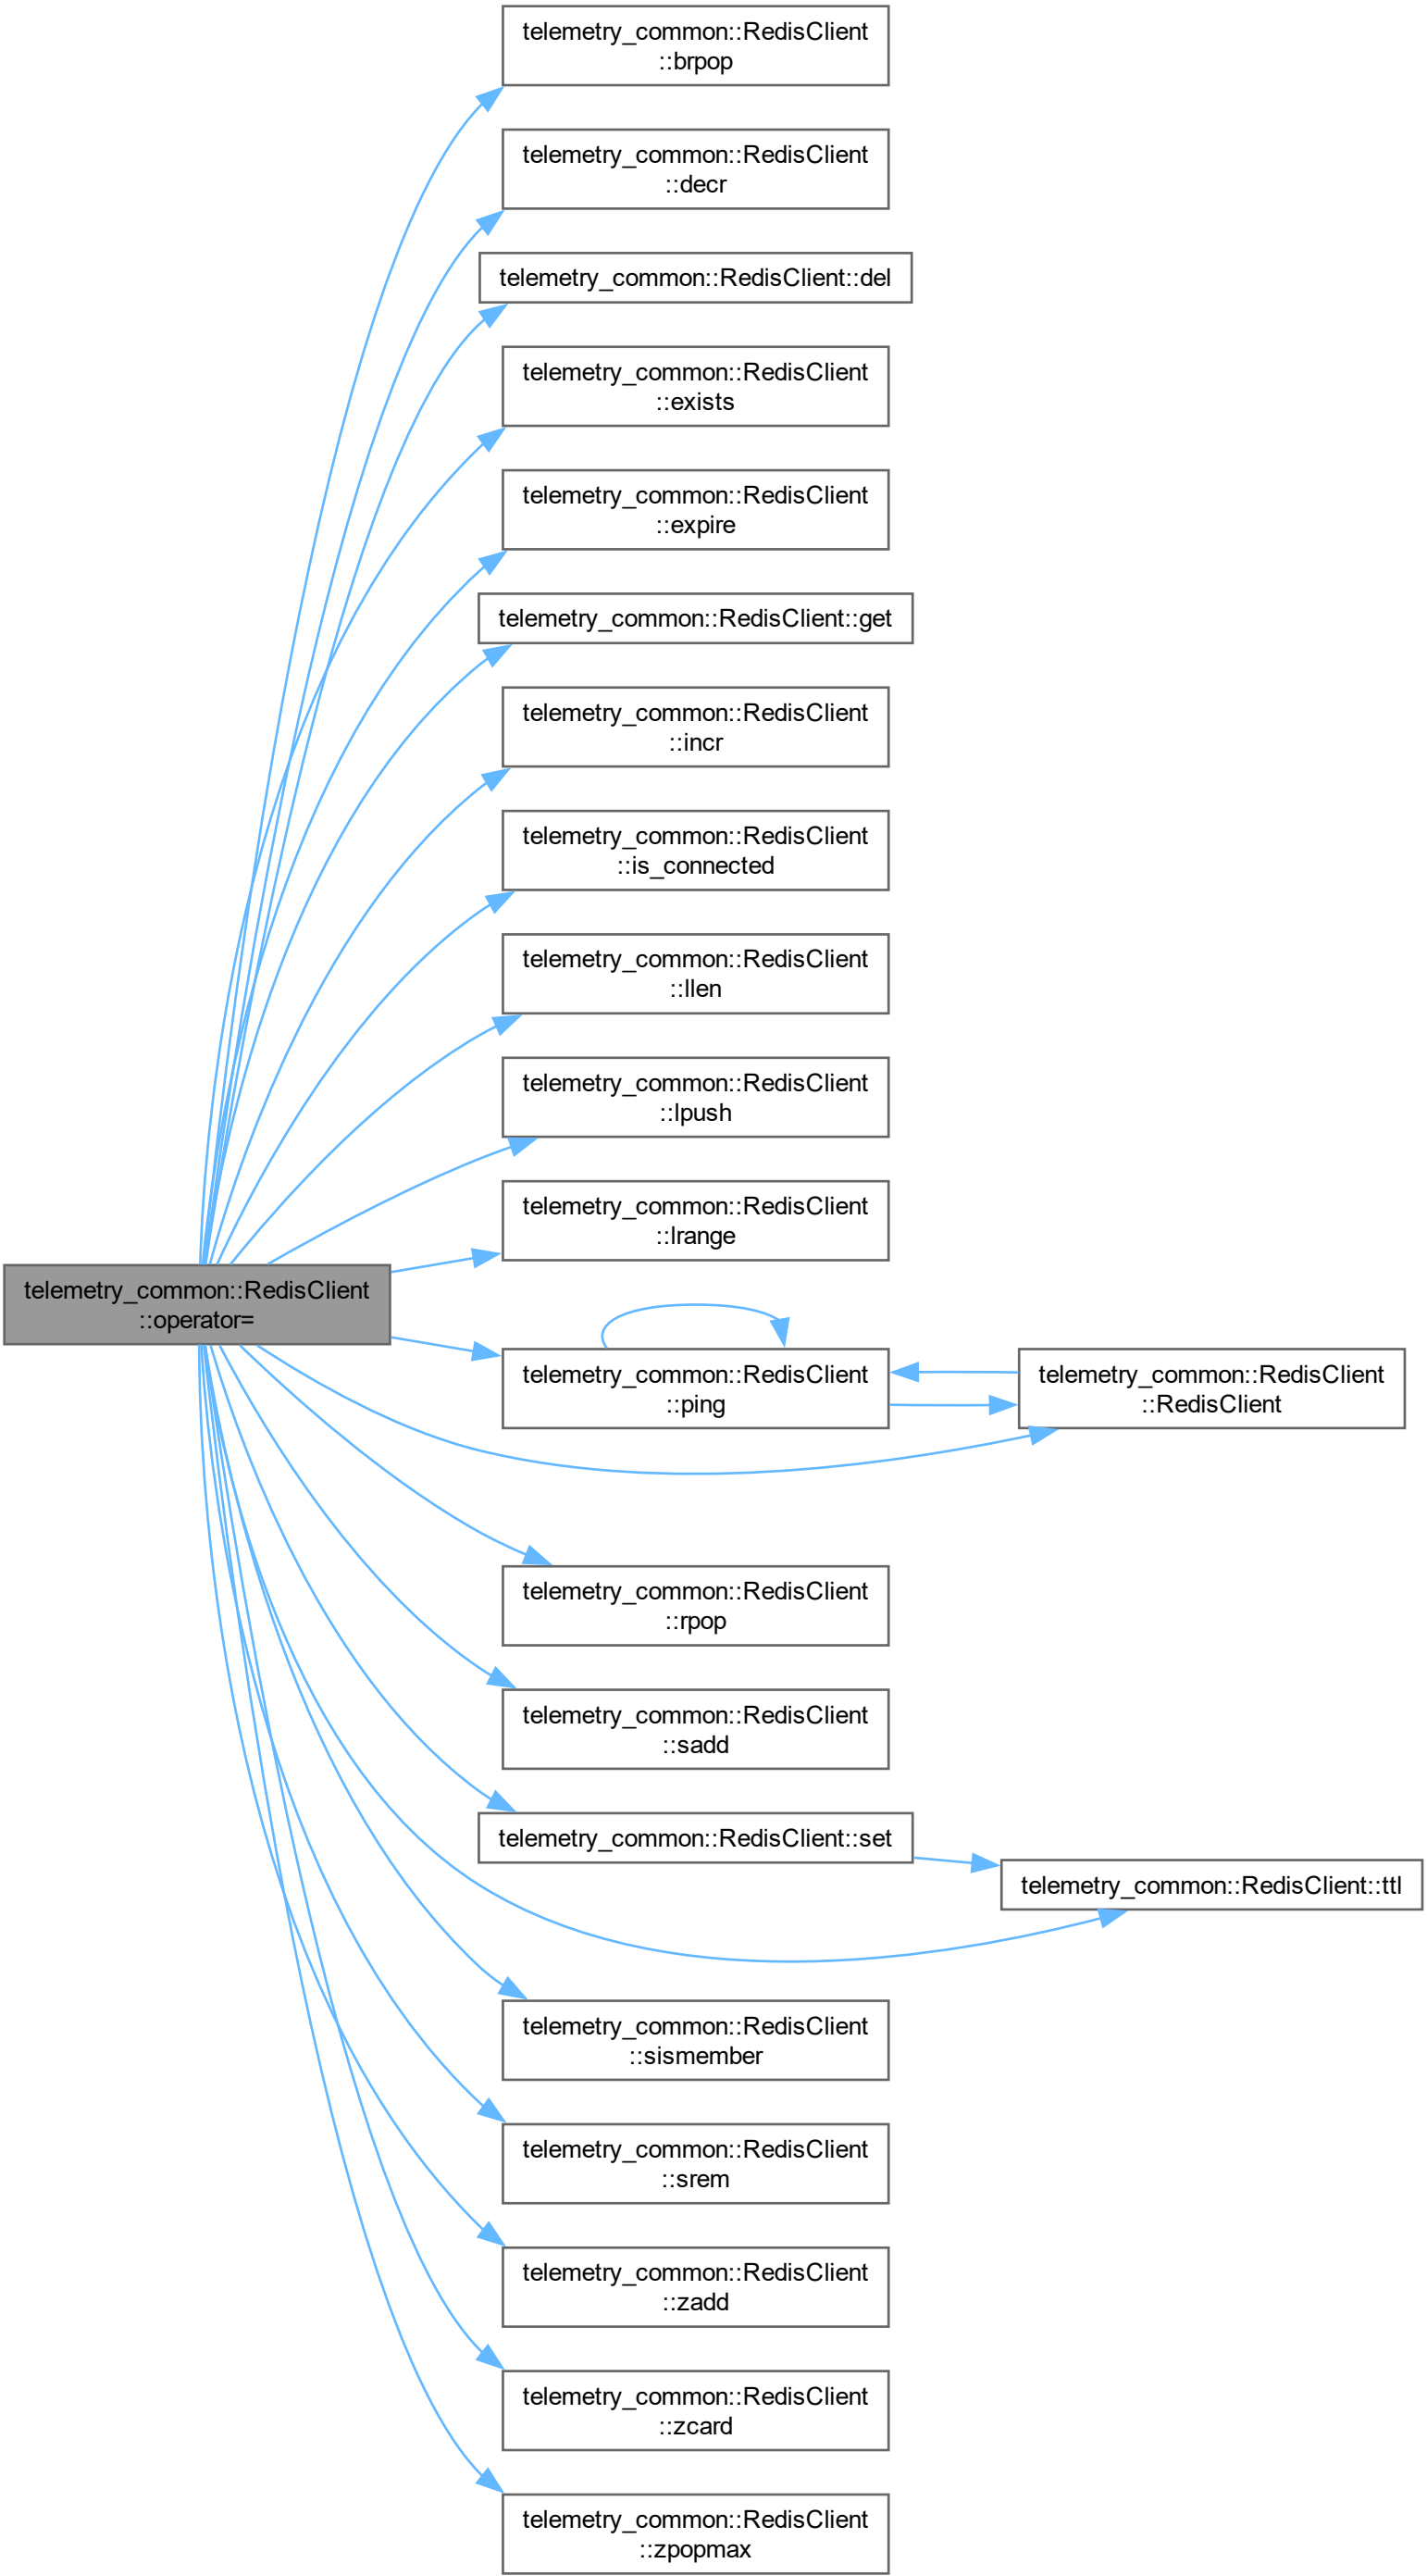 telemetry_common::RedisClient
::brpop
telemetry_common::RedisClient
::decr
telemetry_common::RedisClient::del
telemetry_common::RedisClient
::exists
telemetry_common::RedisClient
::expire
telemetry_common::RedisClient::get
telemetry_common::RedisClient
::incr
telemetry_common::RedisClient
::is_connected
telemetry_common::RedisClient
::llen
telemetry_common::RedisClient
::lpush
telemetry_common::RedisClient
::lrange
telemetry_common::RedisClient
::operator=
telemetry_common::RedisClient
::ping
telemetry_common::RedisClient
::RedisClient
telemetry_common::RedisClient
::rpop
telemetry_common::RedisClient
::sadd
telemetry_common::RedisClient::set
telemetry_common::RedisClient::ttl
telemetry_common::RedisClient
::sismember
telemetry_common::RedisClient
::srem
telemetry_common::RedisClient
::zadd
telemetry_common::RedisClient
::zcard
telemetry_common::RedisClient
::zpopmax